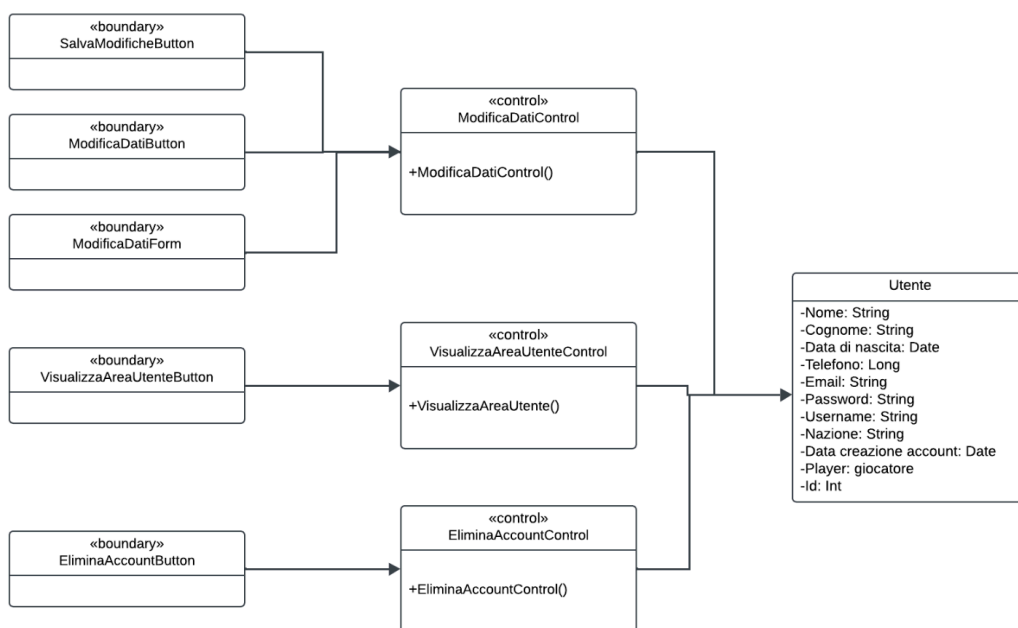 «boundary»
SalvaModificheButton
«boundary»
ModificaDatiButton
«boundary»
ModificaDatiForm
«control»
ModificaDatiControl
+ModificaDatiControl()
«boundary»
VisualizzaAreaUtenteButton
«control»
VisualizzaAreaUtenteControl
+VisualizzaAreaUtente()
«boundary»
EliminaAccountButton
«control»
EliminaAccountControl
+EliminaAccountControl()
Utente
-Nome: String
-Cognome: String
-Data di nascita: Date
-Telefono: Long
-Email: String
-Password: String
-Username: String
-Nazione: String
-Data creazione account: Date
-Player: giocatore
-Id: Int